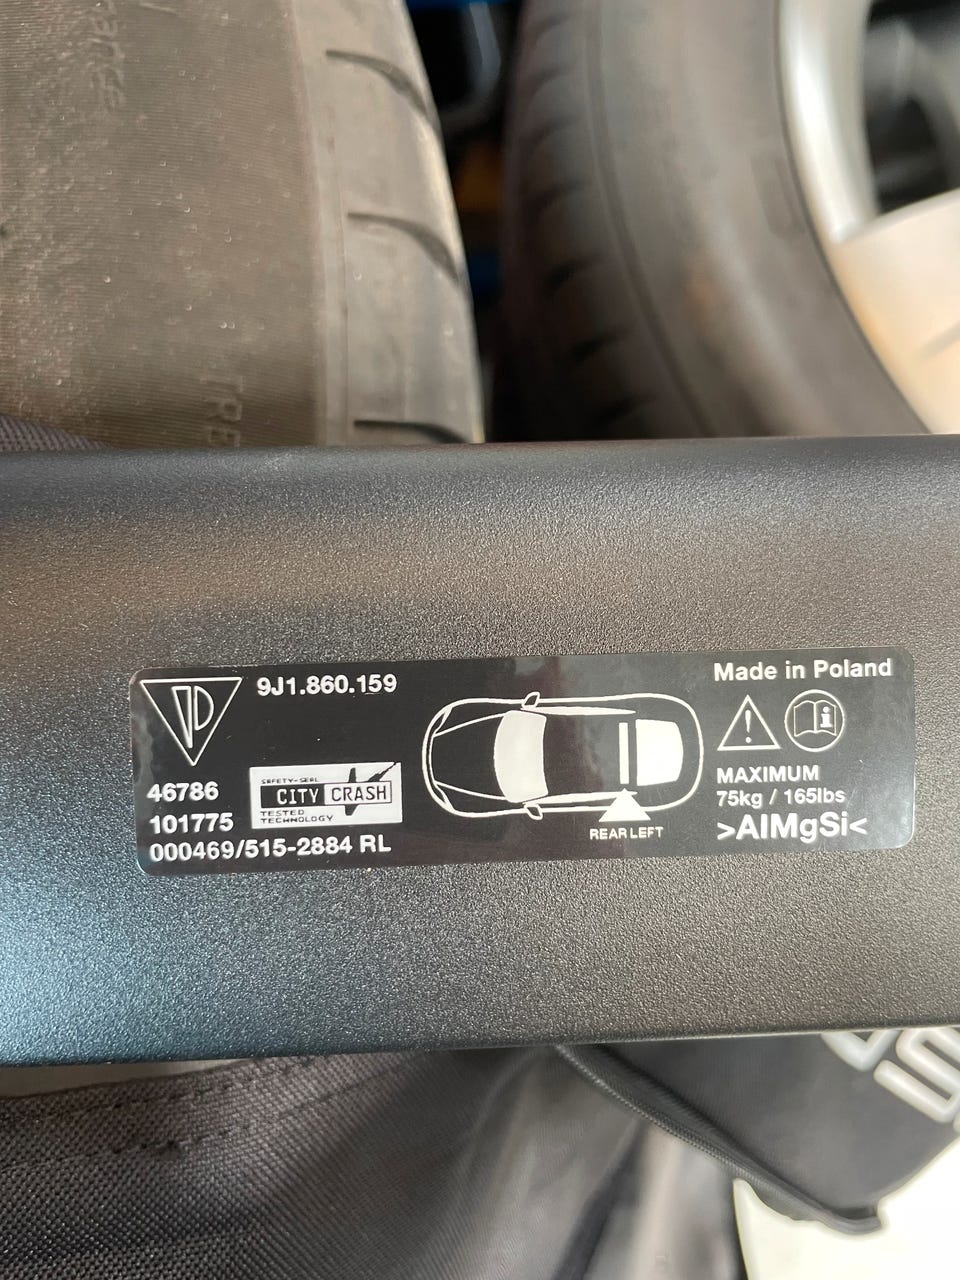 9J1.860.159
Made in Poland
SAFETY-SEAL
CITY CRASH
TESTED
TECHNOLOGY
46786
101775
000469/515-2884 RL
REAR LEFT
MAXIMUM
75kg / 165lbs
>AlMgSi<